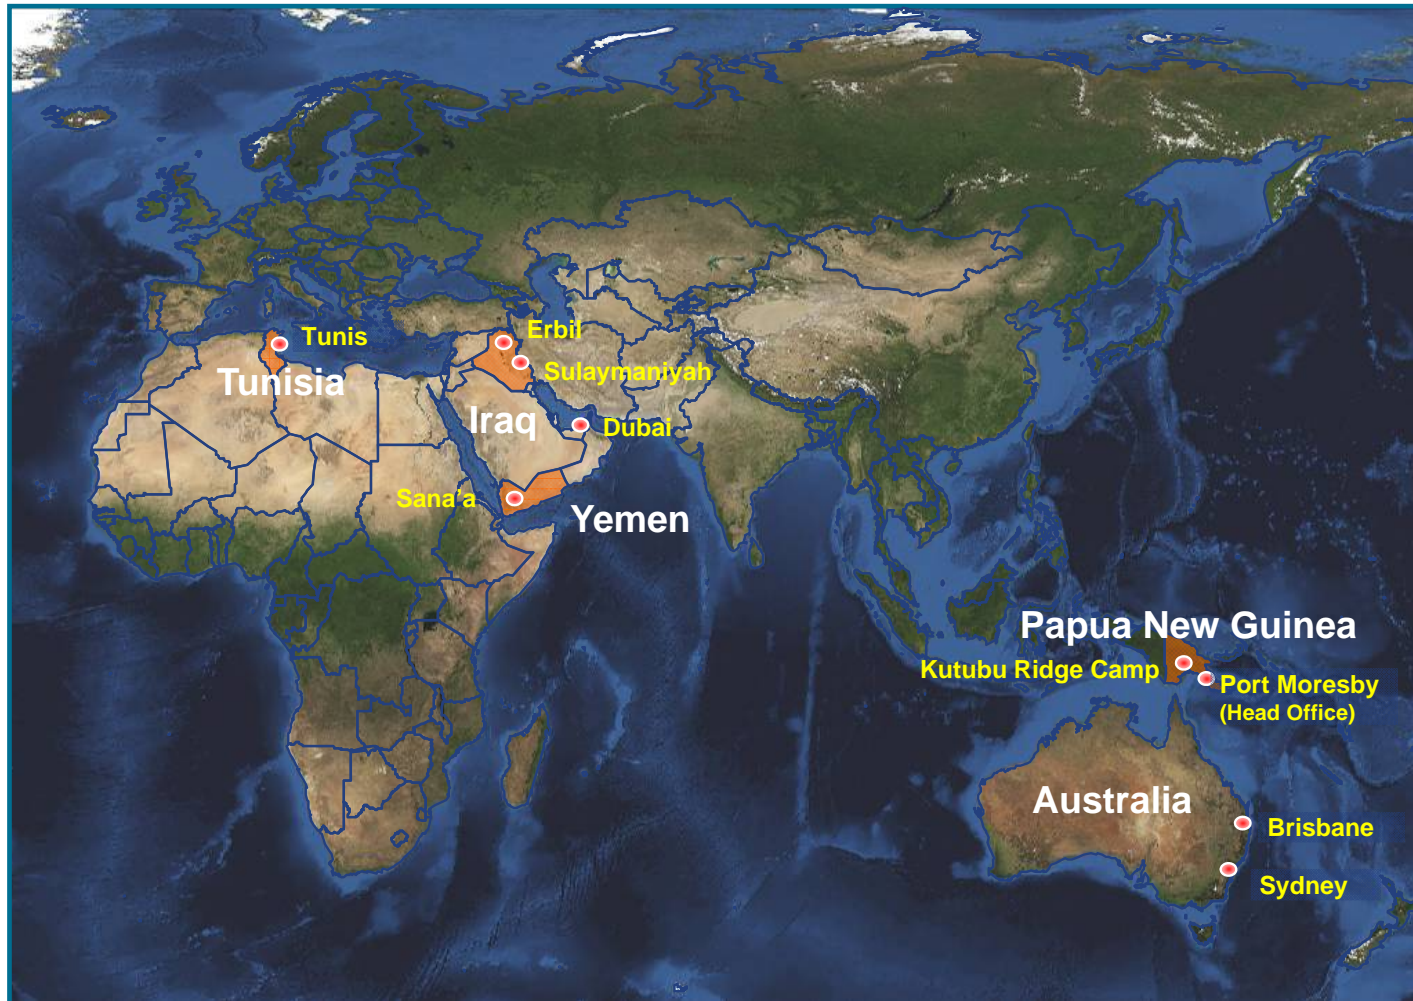 Tunis
Erbil
Tunisia
Sulaymaniyah
Iraq
Dubai
Sana’a
Yemen
Papua New Guinea
Kutubu Ridge Camp
Port Moresby
(Head Office)
Australia
Brisbane
Sydney